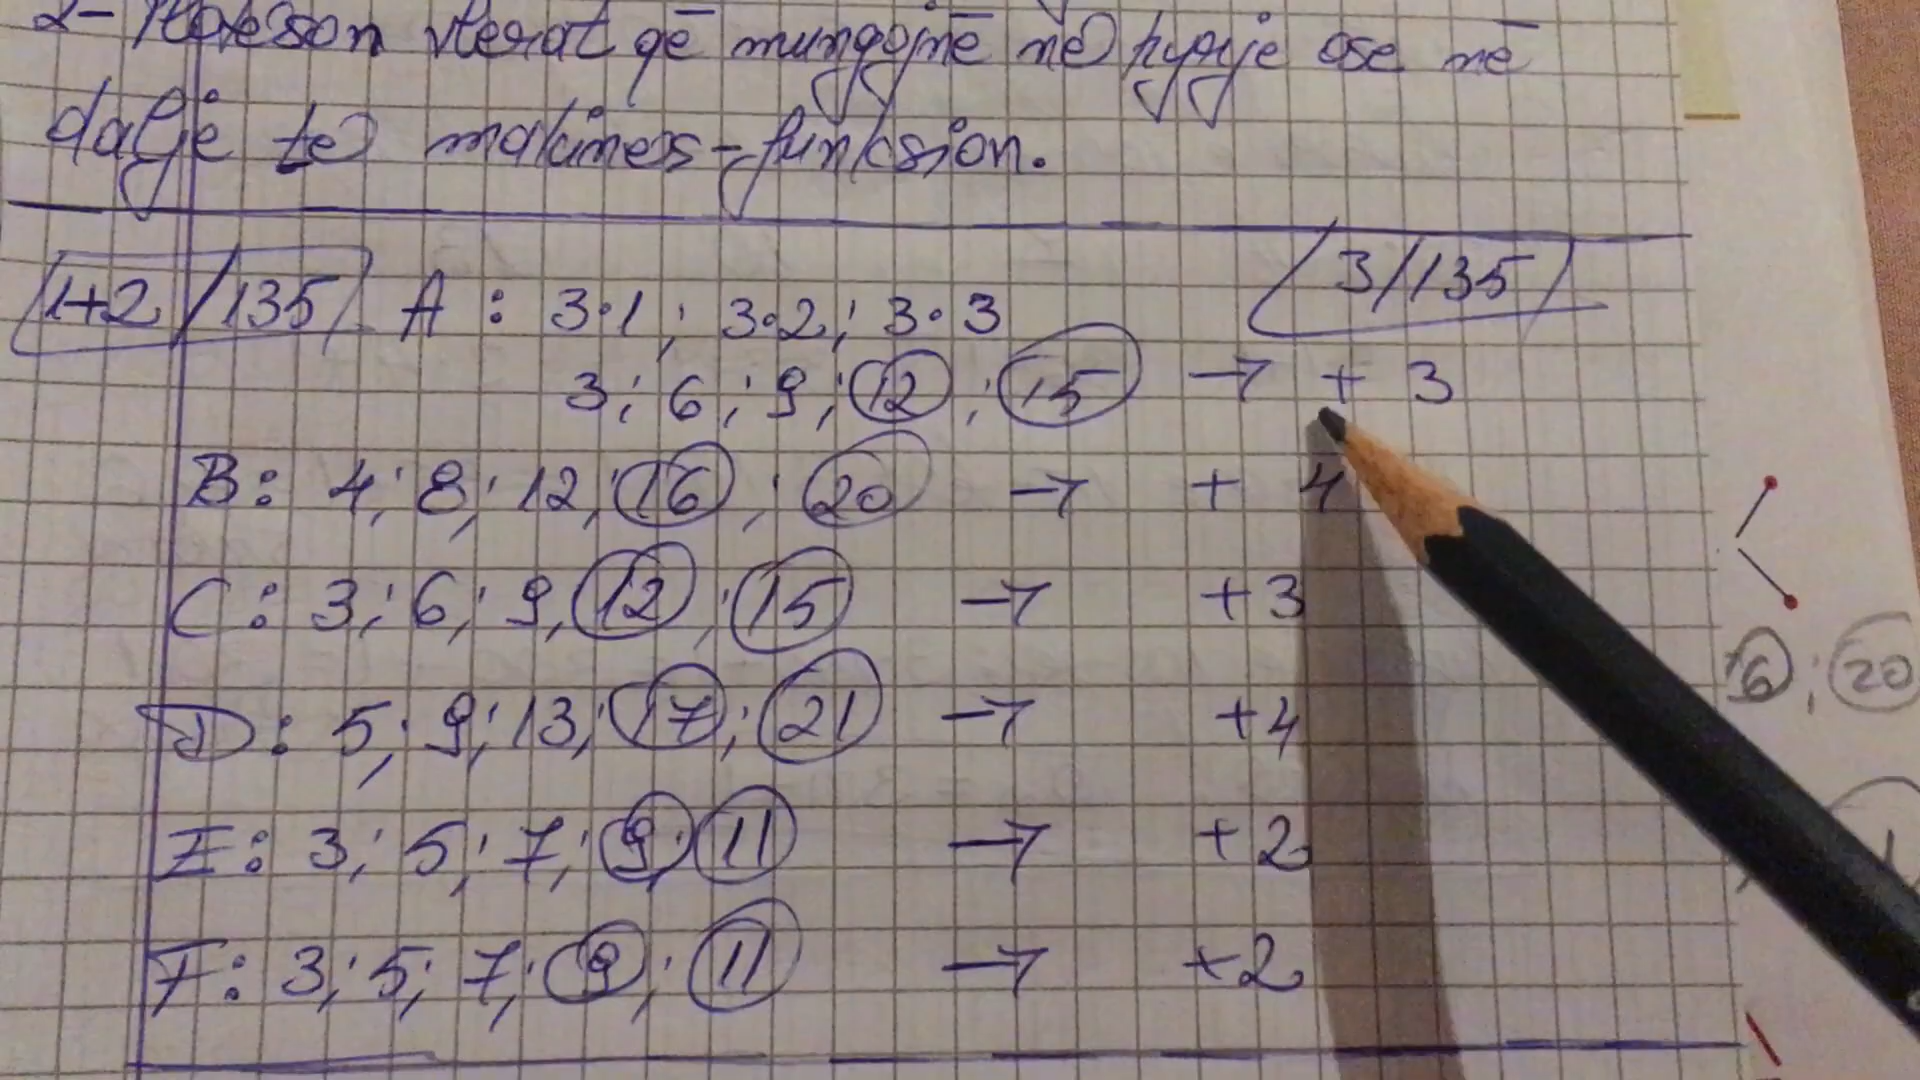 2- Plotëson vlerat që mungojnë në hyrje ose në
dalje të makinës-funksion.
1+2/135 A : 3·1 ; 3·2 ; 3·3 3/135
3 ; 6 ; 9 ; 12 ; 15 → + 3
B: 4; 8; 12; 16 ; 20 → + 4
C: 3; 6; 9, 12 ; 15 → +3
D: 5; 9; 13; 17 ; 21 → +4
E: 3; 5; 7; 9; 11 → +2
F: 3; 5; 7; 9 ; 11 → +2
16 ; 20